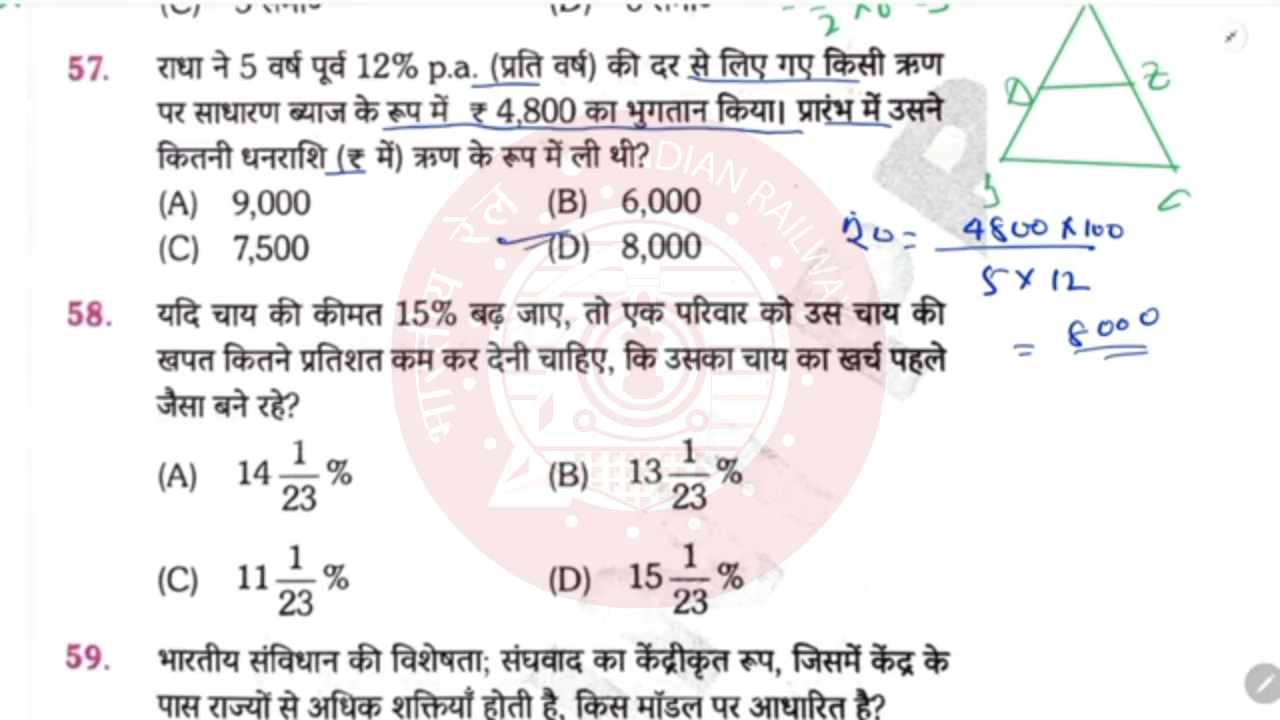 57. राधा ने 5 वर्ष पूर्व 12% p.a. (प्रति वर्ष) की दर से लिए गए किसी ऋण
पर साधारण ब्याज के रूप में ₹ 4,800 का भुगतान किया। प्रारंभ में उसने
कितनी धनराशि (₹ में) ऋण के रूप में ली थी?
(A) 9,000 (B) 6,000
(C) 7,500 (D) 8,000
58. यदि चाय की कीमत 15% बढ़ जाए, तो एक परिवार को उस चाय की
खपत कितने प्रतिशत कम कर देनी चाहिए, कि उसका चाय का खर्च पहले
जैसा बने रहे?
(A) 14 1/23 % (B) 13 1/23 %
(C) 11 1/23 % (D) 15 1/23 %
59. भारतीय संविधान की विशेषता; संघवाद का केंद्रीकृत रूप, जिसमें केंद्र के
पास राज्यों से अधिक शक्तियाँ होती है, किस मॉडल पर आधारित है?
4800 × 100
5 × 12
= 8000
D
C
भारतीय रेल
INDIAN RAILWAY